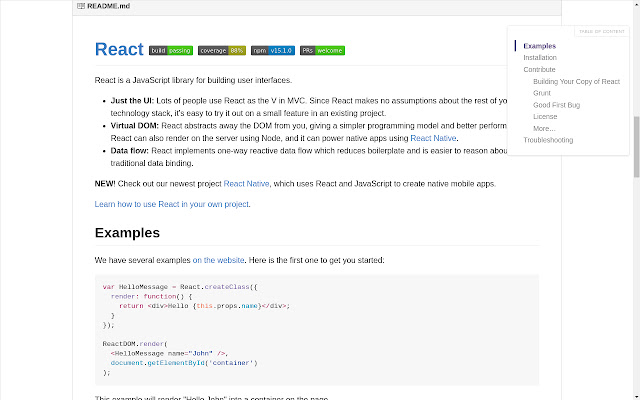 README.md
React build passing coverage 88% npm v15.1.0 PRs welcome
React is a JavaScript library for building user interfaces.
• Just the UI: Lots of people use React as the V in MVC. Since React makes no assumptions about the rest of yo
technology stack, it's easy to try it out on a small feature in an existing project.
• Virtual DOM: React abstracts away the DOM from you, giving a simpler programming model and better perform
React can also render on the server using Node, and it can power native apps using React Native.
• Data flow: React implements one-way reactive data flow which reduces boilerplate and is easier to reason abou
traditional data binding.
NEW! Check out our newest project React Native, which uses React and JavaScript to create native mobile apps.
Learn how to use React in your own project.
Examples
We have several examples on the website. Here is the first one to get you started:
var HelloMessage = React.createClass({
  render: function() {
    return <div>Hello {this.props.name}</div>;
  }
});
ReactDOM.render(
  <HelloMessage name="John" />,
  document.getElementById('container')
);
This example will render "Hello John" into a container on the page.
TABLE OF CONTENT
Examples
Installation
Contribute
Building Your Copy of React
Grunt
Good First Bug
License
More...
Troubleshooting